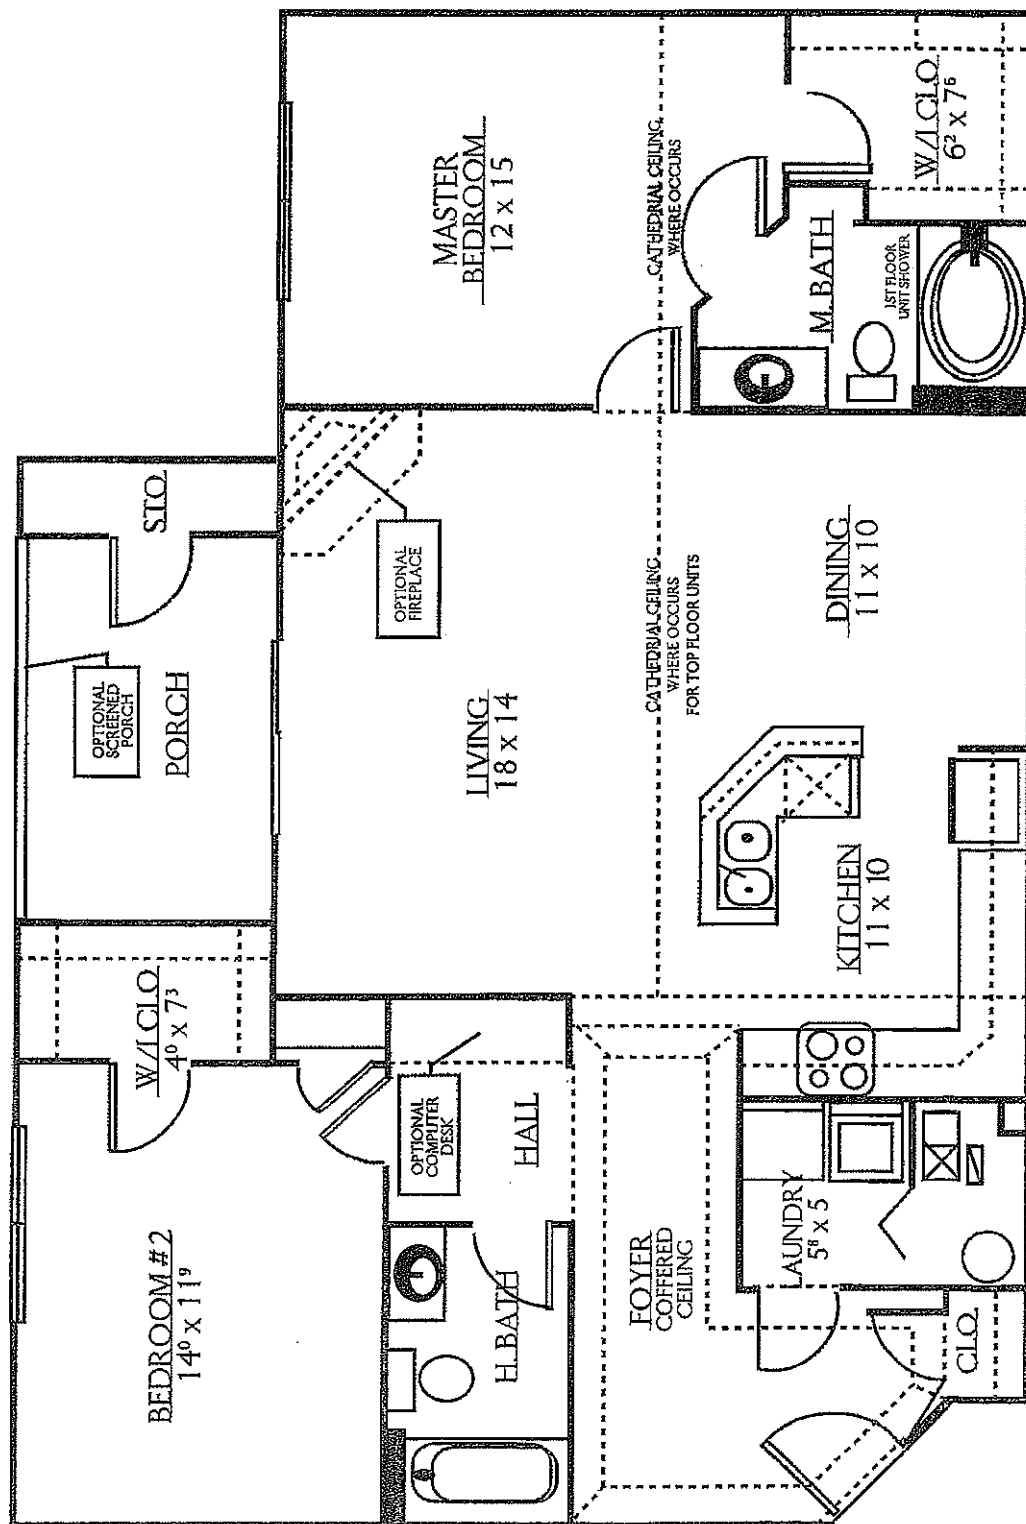 BEDROOM #2
14⁰ x 11⁹
W/I CLO
4⁰ x 7³
PORCH
OPTIONAL
SCREENED
PORCH
STO.
H. BATH
HALL
OPTIONAL
COMPUTER
DESK
LIVING
18 x 14
OPTIONAL
FIREPLACE
MASTER
BEDROOM
12 x 15
FOYER
COFFERED
CEILING
CATHEDRIAL CEILING
WHERE OCCURS
FOR TOP FLOOR UNITS
CATHEDRIAL CEILING
WHERE OCCURS
LAUNDRY
5⁸ x 5
KITCHEN
11 x 10
DINING
11 x 10
M. BATH
1ST FLOOR
UNIT SHOWER
W/I CLO
6² x 7⁶
CLO.